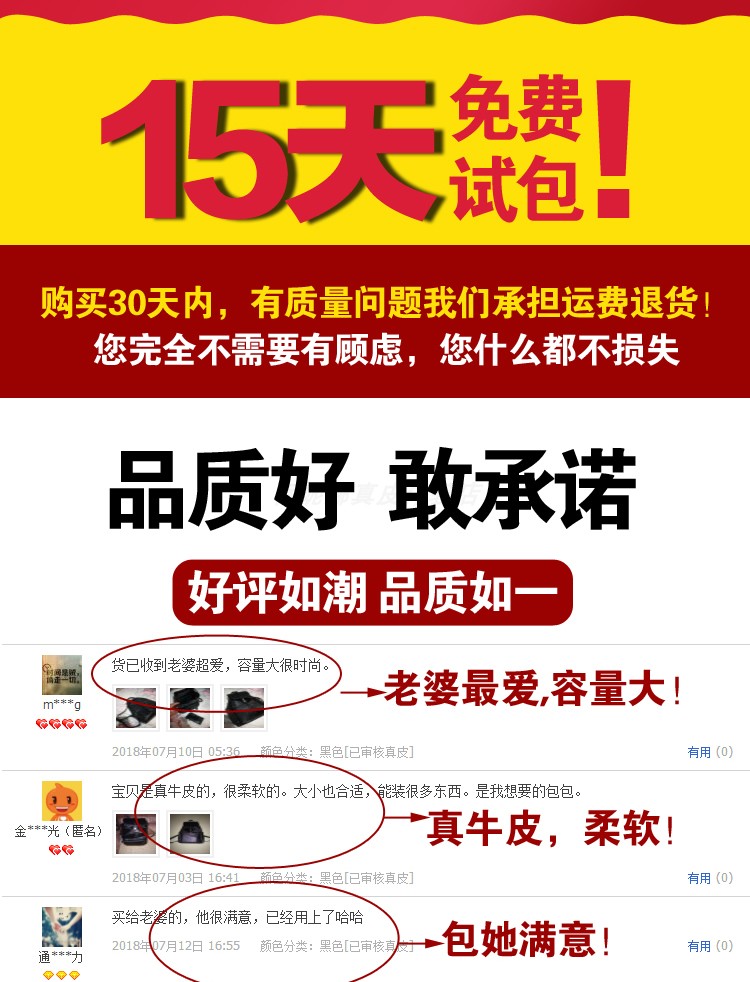 15天免费试包!
购买30天内，有质量问题我们承担运费退货!
您完全不需要有顾虑，您什么都不损失
品质好 敢承诺
好评如潮 品质如一
货已收到老婆超爱，容量大很时尚。
老婆最爱,容量大!
m***g
2018年07月10日 05:36 颜色分类：黑色[已审核真皮] 有用 (0)
宝贝是真牛皮的，很柔软的。大小也合适，能装很多东西。是我想要的包包。
真牛皮，柔软!
金***光（匿名）
2018年07月03日 16:41 颜色分类：黑色[已审核真皮] 有用 (0)
买给老婆的，他很满意，已经用上了哈哈
包她满意!
通***力
2018年07月12日 16:55 颜色分类：黑色[已审核真皮] 有用 (0)